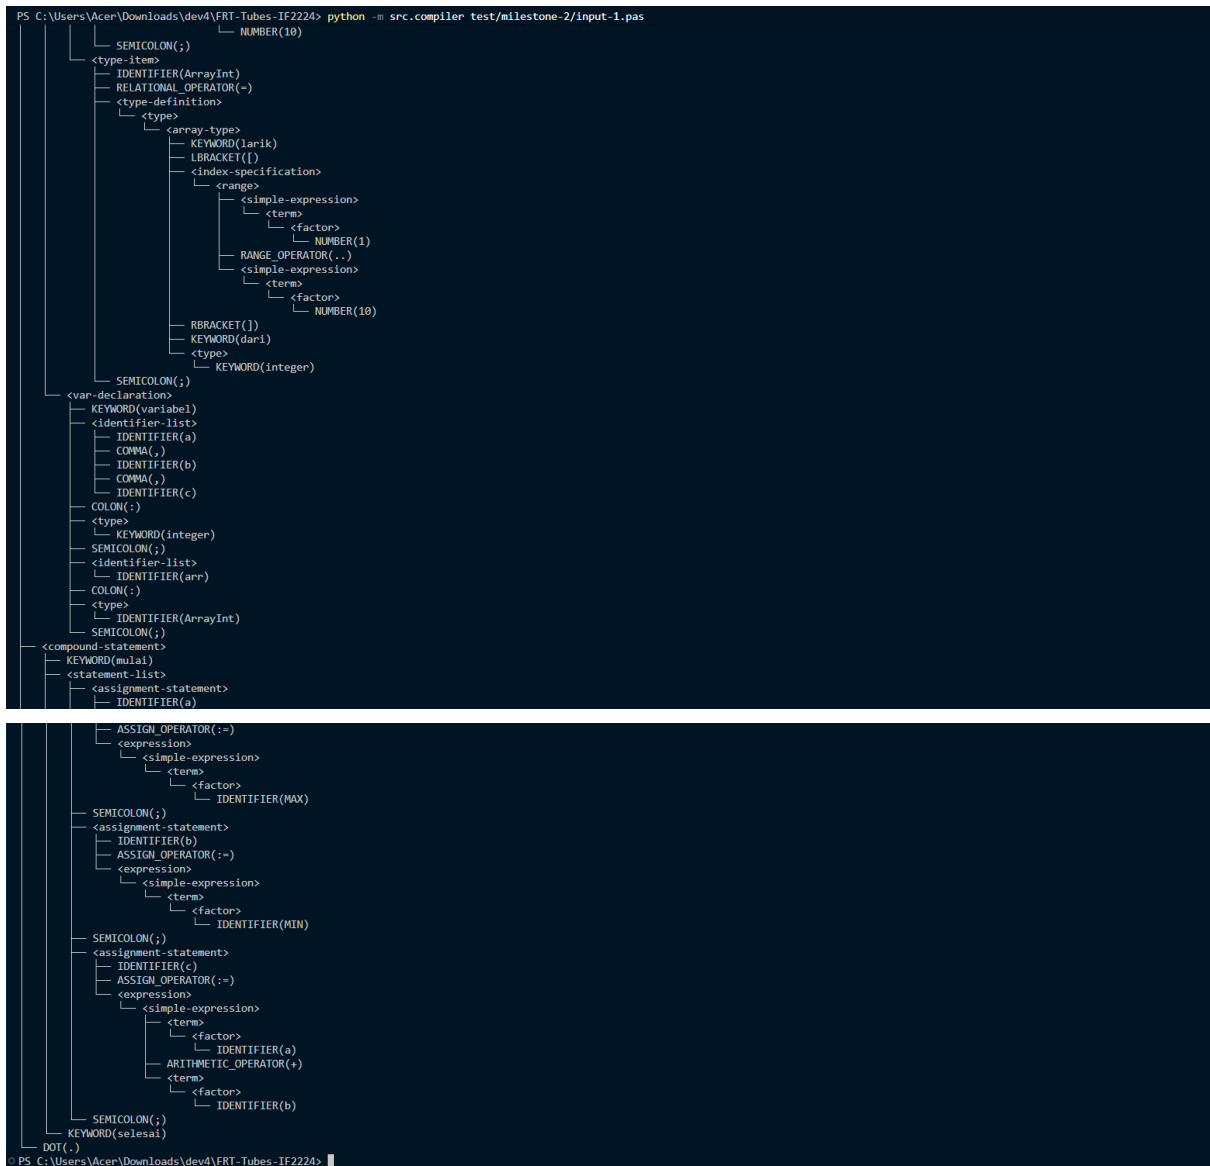 PS C:\Users\Acer\Downloads\dev4\FRT-Tubes-IF2224> python -m src.compiler test/milestone-2/input-1.pas
│   │   │   │                   └── NUMBER(10)
│   │   │   └── SEMICOLON(;)
│   │   └── <type-item>
│   │       ├── IDENTIFIER(ArrayInt)
│   │       ├── RELATIONAL_OPERATOR(=)
│   │       ├── <type-definition>
│   │       │   └── <type>
│   │       │       └── <array-type>
│   │       │           ├── KEYWORD(larik)
│   │       │           ├── LBRACKET([)
│   │       │           ├── <index-specification>
│   │       │           │   └── <range>
│   │       │           │       ├── <simple-expression>
│   │       │           │       │   └── <term>
│   │       │           │       │       └── <factor>
│   │       │           │       │           └── NUMBER(1)
│   │       │           │       ├── RANGE_OPERATOR(..)
│   │       │           │       └── <simple-expression>
│   │       │           │           └── <term>
│   │       │           │               └── <factor>
│   │       │           │                   └── NUMBER(10)
│   │       │           ├── RBRACKET(])
│   │       │           ├── KEYWORD(dari)
│   │       │           └── <type>
│   │       │               └── KEYWORD(integer)
│   │       └── SEMICOLON(;)
│   └── <var-declaration>
│       ├── KEYWORD(variabel)
│       ├── <identifier-list>
│       │   ├── IDENTIFIER(a)
│       │   ├── COMMA(,)
│       │   ├── IDENTIFIER(b)
│       │   ├── COMMA(,)
│       │   └── IDENTIFIER(c)
│       ├── COLON(:)
│       ├── <type>
│       │   └── KEYWORD(integer)
│       ├── SEMICOLON(;)
│       ├── <identifier-list>
│       │   └── IDENTIFIER(arr)
│       ├── COLON(:)
│       ├── <type>
│       │   └── IDENTIFIER(ArrayInt)
│       └── SEMICOLON(;)
├── <compound-statement>
│   ├── KEYWORD(mulai)
│   ├── <statement-list>
│   │   ├── <assignment-statement>
│   │   │   ├── IDENTIFIER(a)
│   │   │   ├── ASSIGN_OPERATOR(:=)
│   │   │   └── <expression>
│   │   │       └── <simple-expression>
│   │   │           └── <term>
│   │   │               └── <factor>
│   │   │                   └── IDENTIFIER(MAX)
│   │   ├── SEMICOLON(;)
│   │   ├── <assignment-statement>
│   │   │   ├── IDENTIFIER(b)
│   │   │   ├── ASSIGN_OPERATOR(:=)
│   │   │   └── <expression>
│   │   │       └── <simple-expression>
│   │   │           └── <term>
│   │   │               └── <factor>
│   │   │                   └── IDENTIFIER(MIN)
│   │   ├── SEMICOLON(;)
│   │   ├── <assignment-statement>
│   │   │   ├── IDENTIFIER(c)
│   │   │   ├── ASSIGN_OPERATOR(:=)
│   │   │   └── <expression>
│   │   │       └── <simple-expression>
│   │   │           ├── <term>
│   │   │           │   └── <factor>
│   │   │           │       └── IDENTIFIER(a)
│   │   │           ├── ARITHMETIC_OPERATOR(+)
│   │   │           └── <term>
│   │   │               └── <factor>
│   │   │                   └── IDENTIFIER(b)
│   │   └── SEMICOLON(;)
│   └── KEYWORD(selesai)
└── DOT(.)
PS C:\Users\Acer\Downloads\dev4\FRT-Tubes-IF2224>